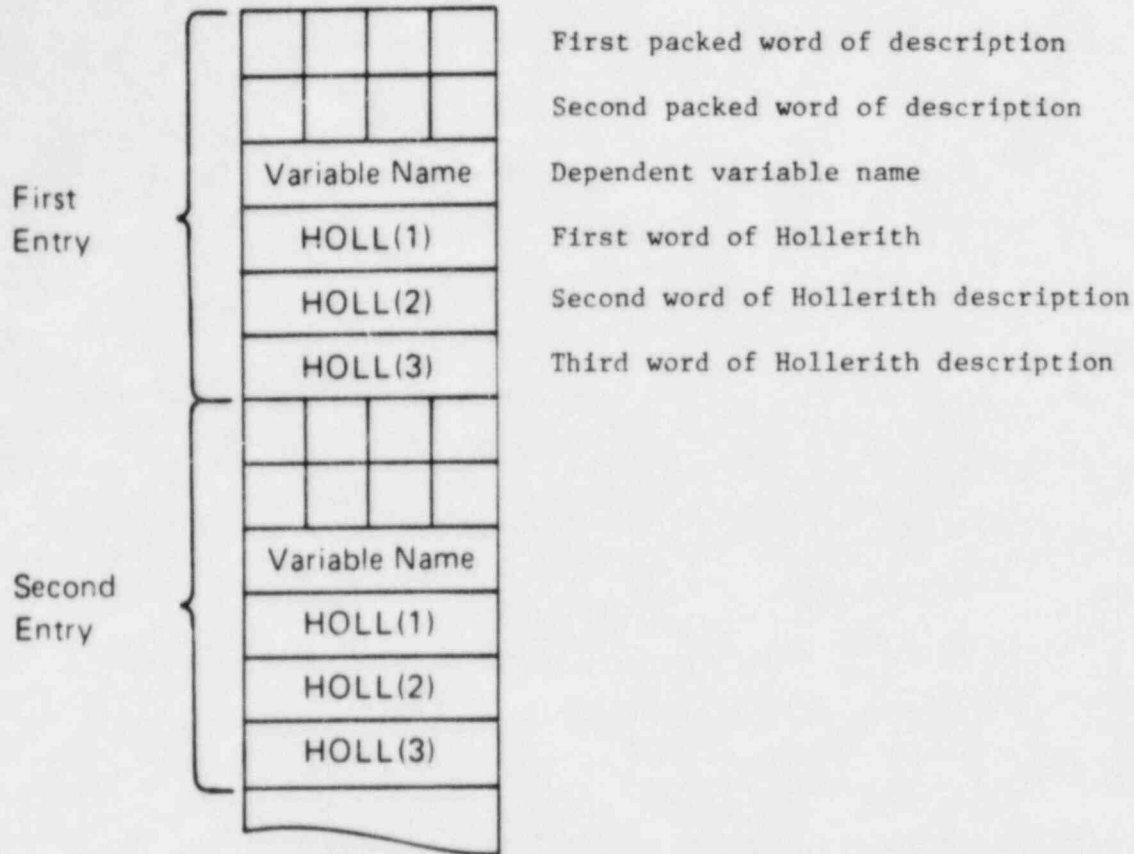 First packed word of description
Second packed word of description
Variable Name Dependent variable name
First
Entry
HOLL(1) First word of Hollerith
HOLL(2) Second word of Hollerith description
HOLL(3) Third word of Hollerith description
Variable Name
Second
Entry
HOLL(1)
HOLL(2)
HOLL(3)